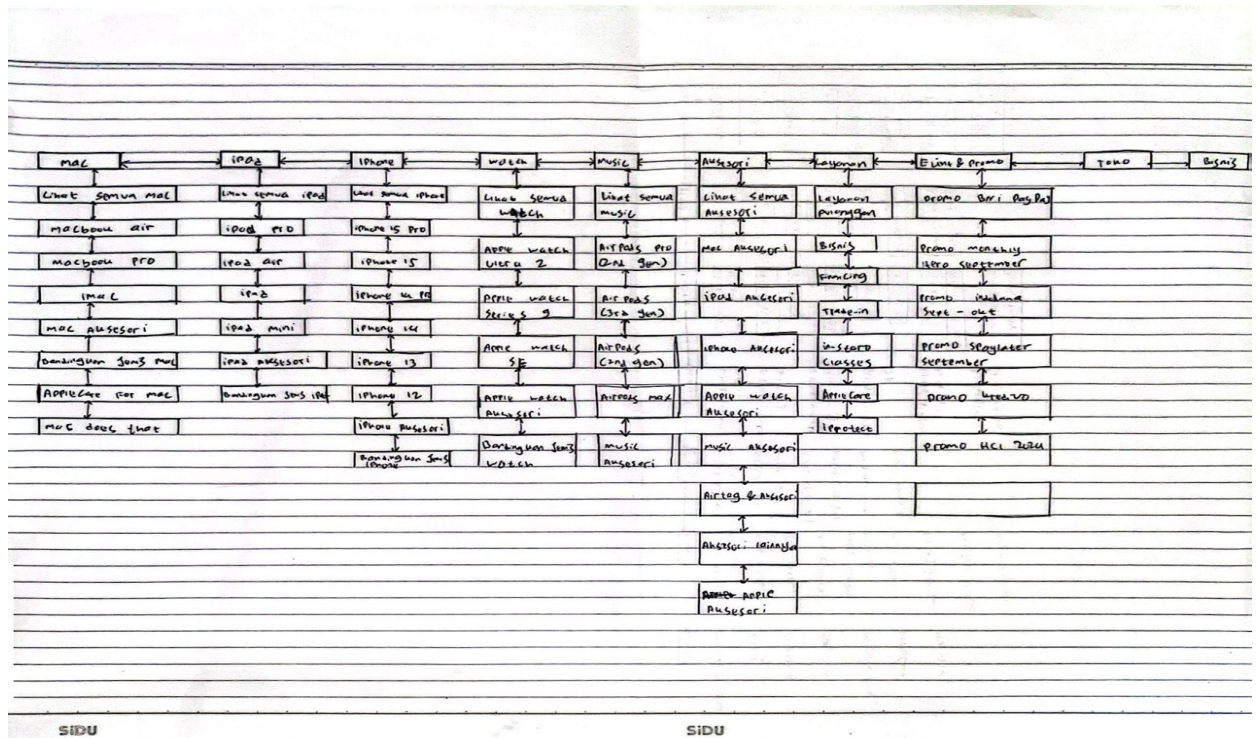 Mac
Lihat semua Mac
Macbook air
Macbook pro
iMac
Mac Aksesori
Bandingkan Jenis Mac
AppleCare For Mac
Mac does that
iPad
Lihat semua iPad
iPad PRO
iPad air
iPad
iPad mini
iPad Aksesori
Bandingkan Jenis iPad
iPhone
Lihat semua iPhone
iPhone 15 Pro
iPhone 15
iPhone 14 Pro
iPhone 14
iPhone 13
iPhone 12
iPhone Aksesori
Bandingkan Jenis
iPhone
Watch
Lihat Semua
Watch
Apple Watch
Ultra 2
Apple Watch
Series 9
Apple Watch
SE
Apple Watch
Aksesori
Bandingkan Jenis
Watch
Music
Lihat Semua
music
AirPods Pro
(2nd gen)
AirPods
(3rd gen)
AirPods
(2nd gen)
Airpods Max
music
Aksesori
Aksesori
Lihat Semua
Aksesori
Mac Aksesori
iPad Aksesori
iPhone Aksesori
Apple Watch
Aksesori
music Aksesori
Airtag & Aksesori
Aksesori lainnya
Apple
Aksesori
Layanan
Layanan
Bisnis
Trade-in
in-store
Classes
AppleCare
iprotect
Event & Promo
promo
Promo monthly
Hero September
Promo
Sept - okt
promo Spaylater
September
promo
promo HCI 2024
TOKO
Bisnis
SiDU
SiDU